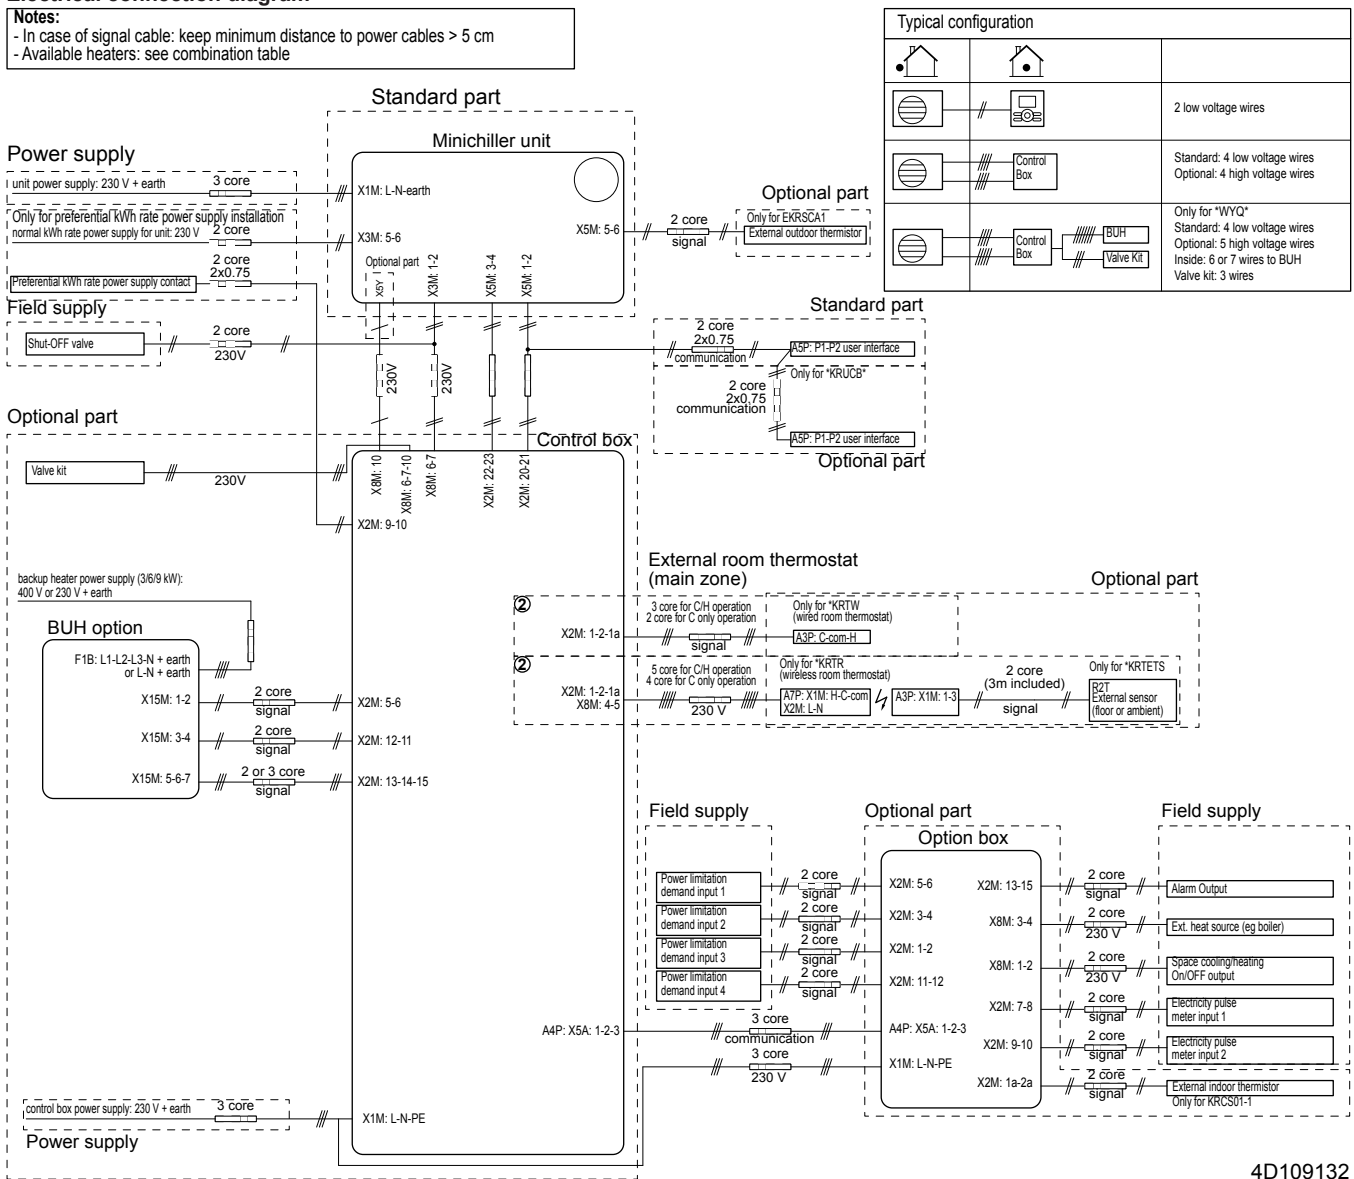 Electrical connection diagram
Notes:
- In case of signal cable: keep minimum distance to power cables > 5 cm
- Available heaters: see combination table
Typical configuration
2 low voltage wires
Control
Box
Standard: 4 low voltage wires
Optional: 4 high voltage wires
Control
Box
BUH
Valve Kit
Only for *WYQ*
Standard: 4 low voltage wires
Optional: 5 high voltage wires
Inside: 6 or 7 wires to BUH
Valve kit: 3 wires
Standard part
Minichiller unit
Power supply
unit power supply: 230 V + earth
3 core
X1M: L-N-earth
Only for preferential kWh rate power supply installation
normal kWh rate power supply for unit: 230 V
2 core
X3M: 5-6
2 core
2x0.75
Preferential kWh rate power supply contact
Optional part
X5Y
X3M: 1-2
X5M: 3-4
X5M: 1-2
X5M: 5-6
2 core
signal
Optional part
Only for EKRSCA1
External outdoor thermistor
Field supply
Shut-OFF valve
2 core
230V
230V
230V
Standard part
2 core
2x0.75
communication
A5P: P1-P2 user interface
Only for *KRUCB*
2 core
2x0,75
communication
A5P: P1-P2 user interface
Optional part
Optional part
Control box
Valve kit
230V
X8M: 10
X8M: 6-7-10
X8M: 6-7
X2M: 22-23
X2M: 20-21
X2M: 9-10
backup heater power supply (3/6/9 kW):
400 V or 230 V + earth
BUH option
F1B: L1-L2-L3-N + earth
or L-N + earth
X15M: 1-2
2 core
signal
X2M: 5-6
X15M: 3-4
2 core
signal
X2M: 12-11
X15M: 5-6-7
2 or 3 core
signal
X2M: 13-14-15
External room thermostat
(main zone)
Optional part
②
3 core for C/H operation
2 core for C only operation
X2M: 1-2-1a
signal
Only for *KRTW
(wired room thermostat)
A3P: C-com-H
②
5 core for C/H operation
4 core for C only operation
X2M: 1-2-1a
X8M: 4-5
230 V
Only for *KRTR
(wireless room thermostat)
A7P: X1M: H-C-com
X2M: L-N
A3P: X1M: 1-3
2 core
(3m included)
signal
Only for *KRTETS
R2T
External sensor
(floor or ambient)
Field supply
Optional part
Field supply
Option box
Power limitation
demand input 1
2 core
signal
X2M: 5-6
Power limitation
demand input 2
2 core
signal
X2M: 3-4
Power limitation
demand input 3
2 core
signal
X2M: 1-2
Power limitation
demand input 4
2 core
signal
X2M: 11-12
X2M: 13-15
2 core
signal
Alarm Output
X8M: 3-4
2 core
230 V
Ext. heat source (eg boiler)
X8M: 1-2
2 core
230 V
Space cooling/heating
On/OFF output
X2M: 7-8
2 core
signal
Electricity pulse
meter input 1
X2M: 9-10
2 core
signal
Electricity pulse
meter input 2
X2M: 1a-2a
2 core
signal
External indoor thermistor
Only for KRCS01-1
A4P: X5A: 1-2-3
3 core
communication
A4P: X5A: 1-2-3
3 core
230 V
X1M: L-N-PE
control box power supply: 230 V + earth
3 core
X1M: L-N-PE
Power supply
4D109132